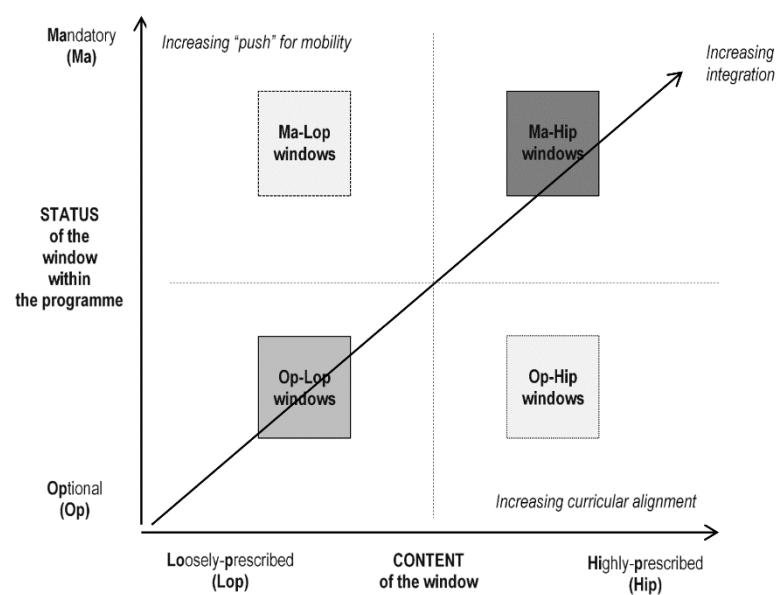 Mandatory
(Ma)
Increasing “push” for mobility
Increasing
integration
Ma-Lop
windows
Ma-Hip
windows
STATUS
of the
window
within
the programme
Op-Lop
windows
Op-Hip
windows
Optional
(Op)
Increasing curricular alignment
Loosely-prescribed
(Lop)
CONTENT
of the window
Highly-prescribed
(Hip)